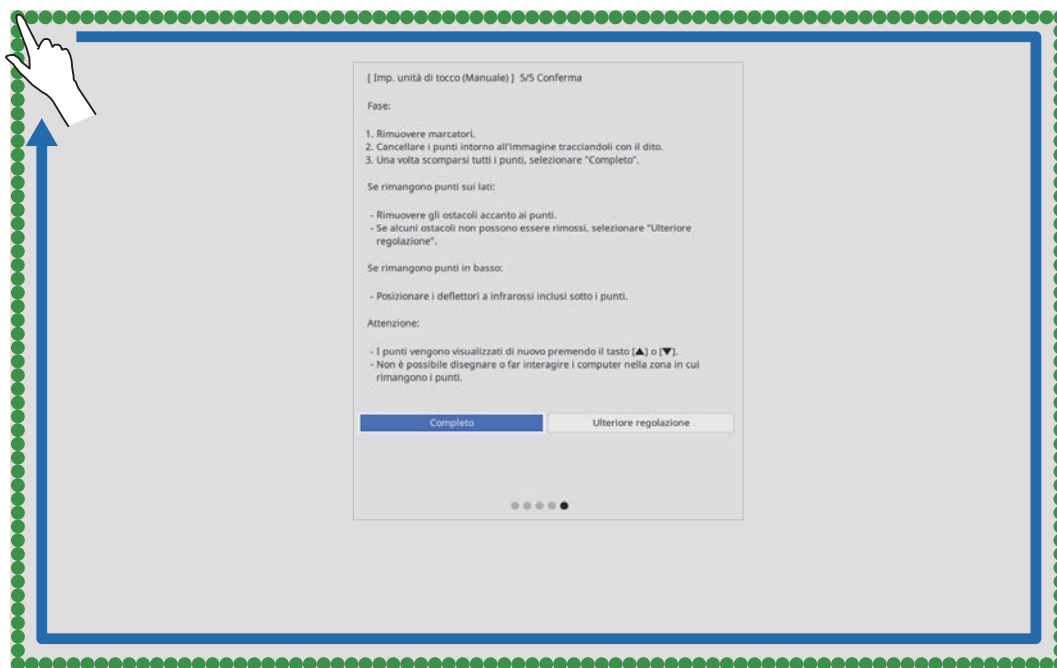 [ Imp. unità di tocco (Manuale) ] 5/5 Conferma
Fase:
1. Rimuovere marcatori.
2. Cancellare i punti intorno all'immagine tracciandoli con il dito.
3. Una volta scomparsi tutti i punti, selezionare "Completo".
Se rimangono punti sui lati:
- Rimuovere gli ostacoli accanto ai punti.
- Se alcuni ostacoli non possono essere rimossi, selezionare "Ulteriore
regolazione".
Se rimangono punti in basso:
- Posizionare i deflettori a infrarossi inclusi sotto i punti.
Attenzione:
- I punti vengono visualizzati di nuovo premendo il tasto [▲] o [▼].
- Non è possibile disegnare o far interagire i computer nella zona in cui
rimangono i punti.
Completo
Ulteriore regolazione